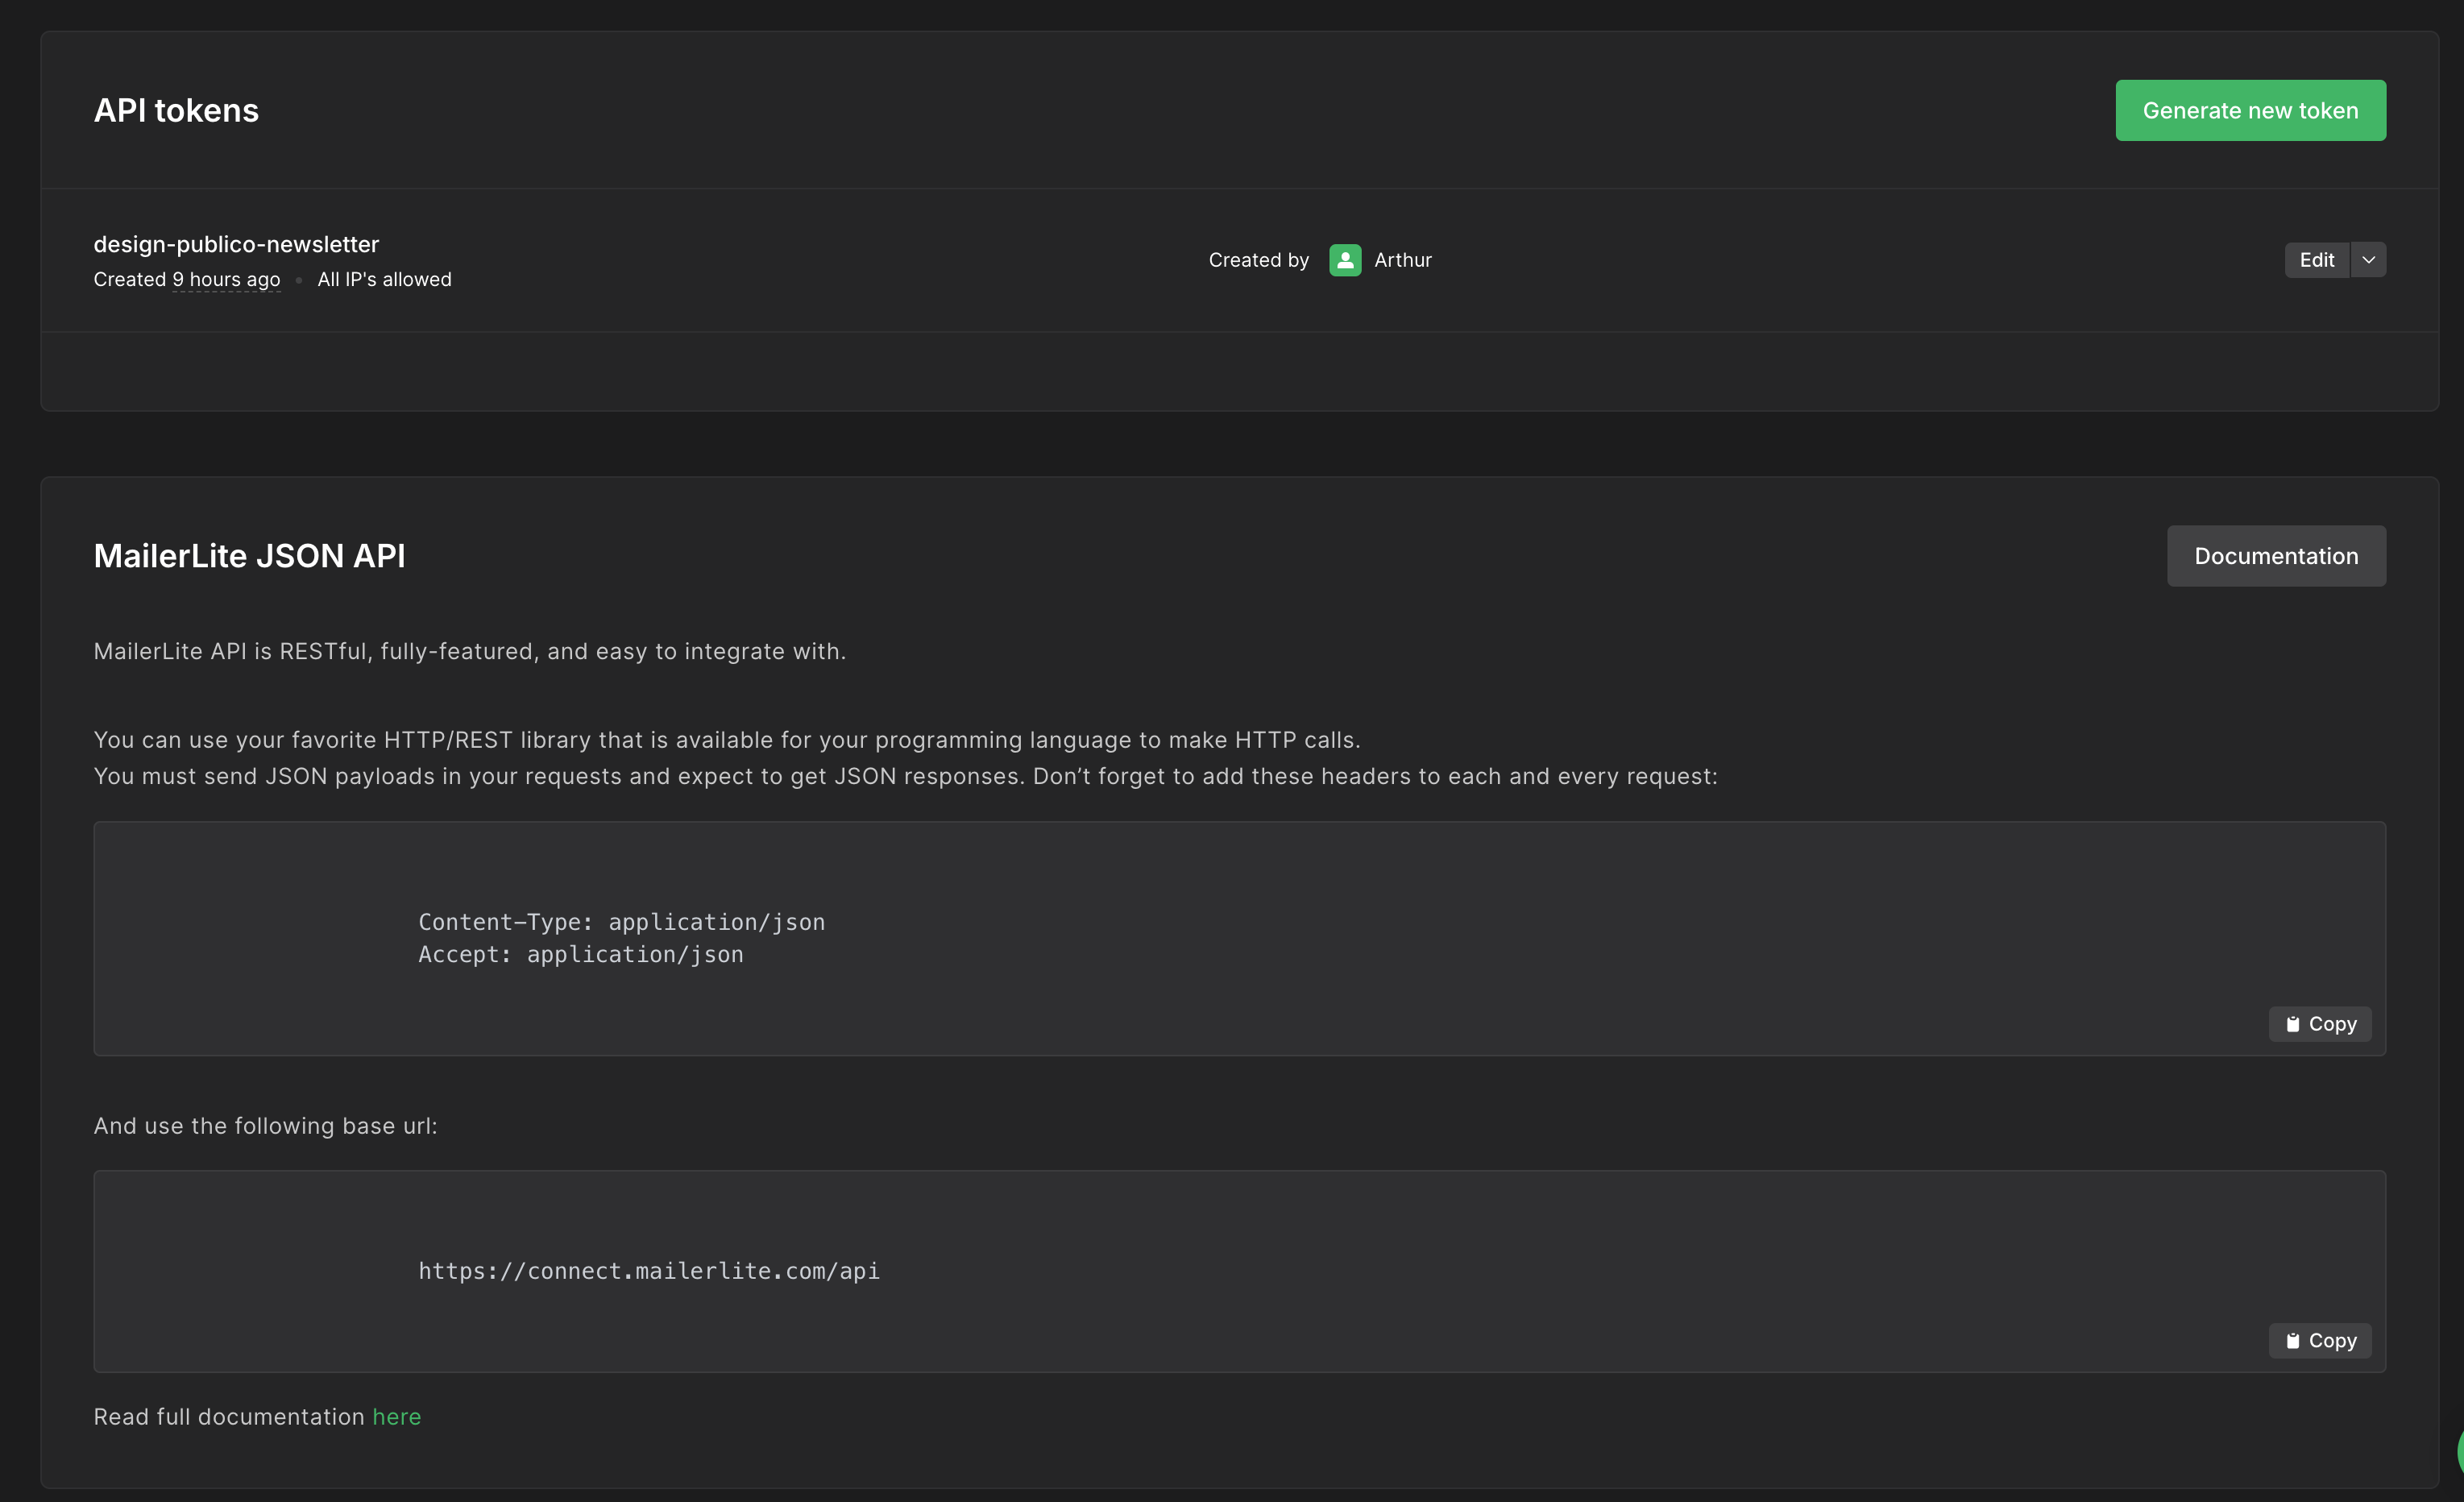 API tokens
Generate new token
design-publico-newsletter
Created 9 hours ago • All IP's allowed
Created by Arthur
Edit
MailerLite JSON API
Documentation
MailerLite API is RESTful, fully-featured, and easy to integrate with.
You can use your favorite HTTP/REST library that is available for your programming language to make HTTP calls.
You must send JSON payloads in your requests and expect to get JSON responses. Don’t forget to add these headers to each and every request:
Content-Type: application/json
Accept: application/json
Copy
And use the following base url:
https://connect.mailerlite.com/api
Copy
Read full documentation here